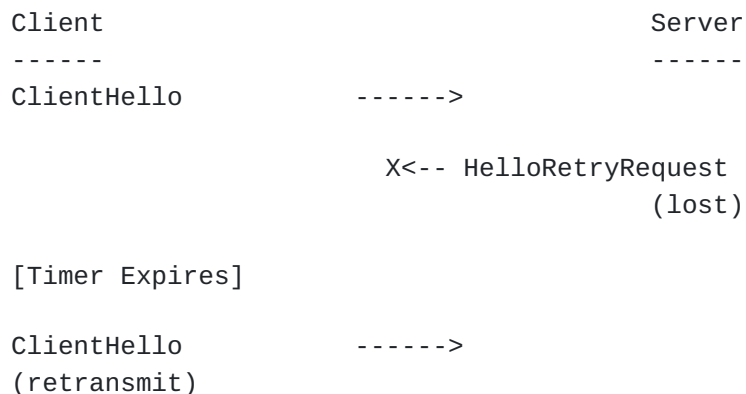 Client                                   Server
------                                   ------
ClientHello           ------>
X<-- HelloRetryRequest
(lost)
[Timer Expires]
ClientHello           ------>
(retransmit)